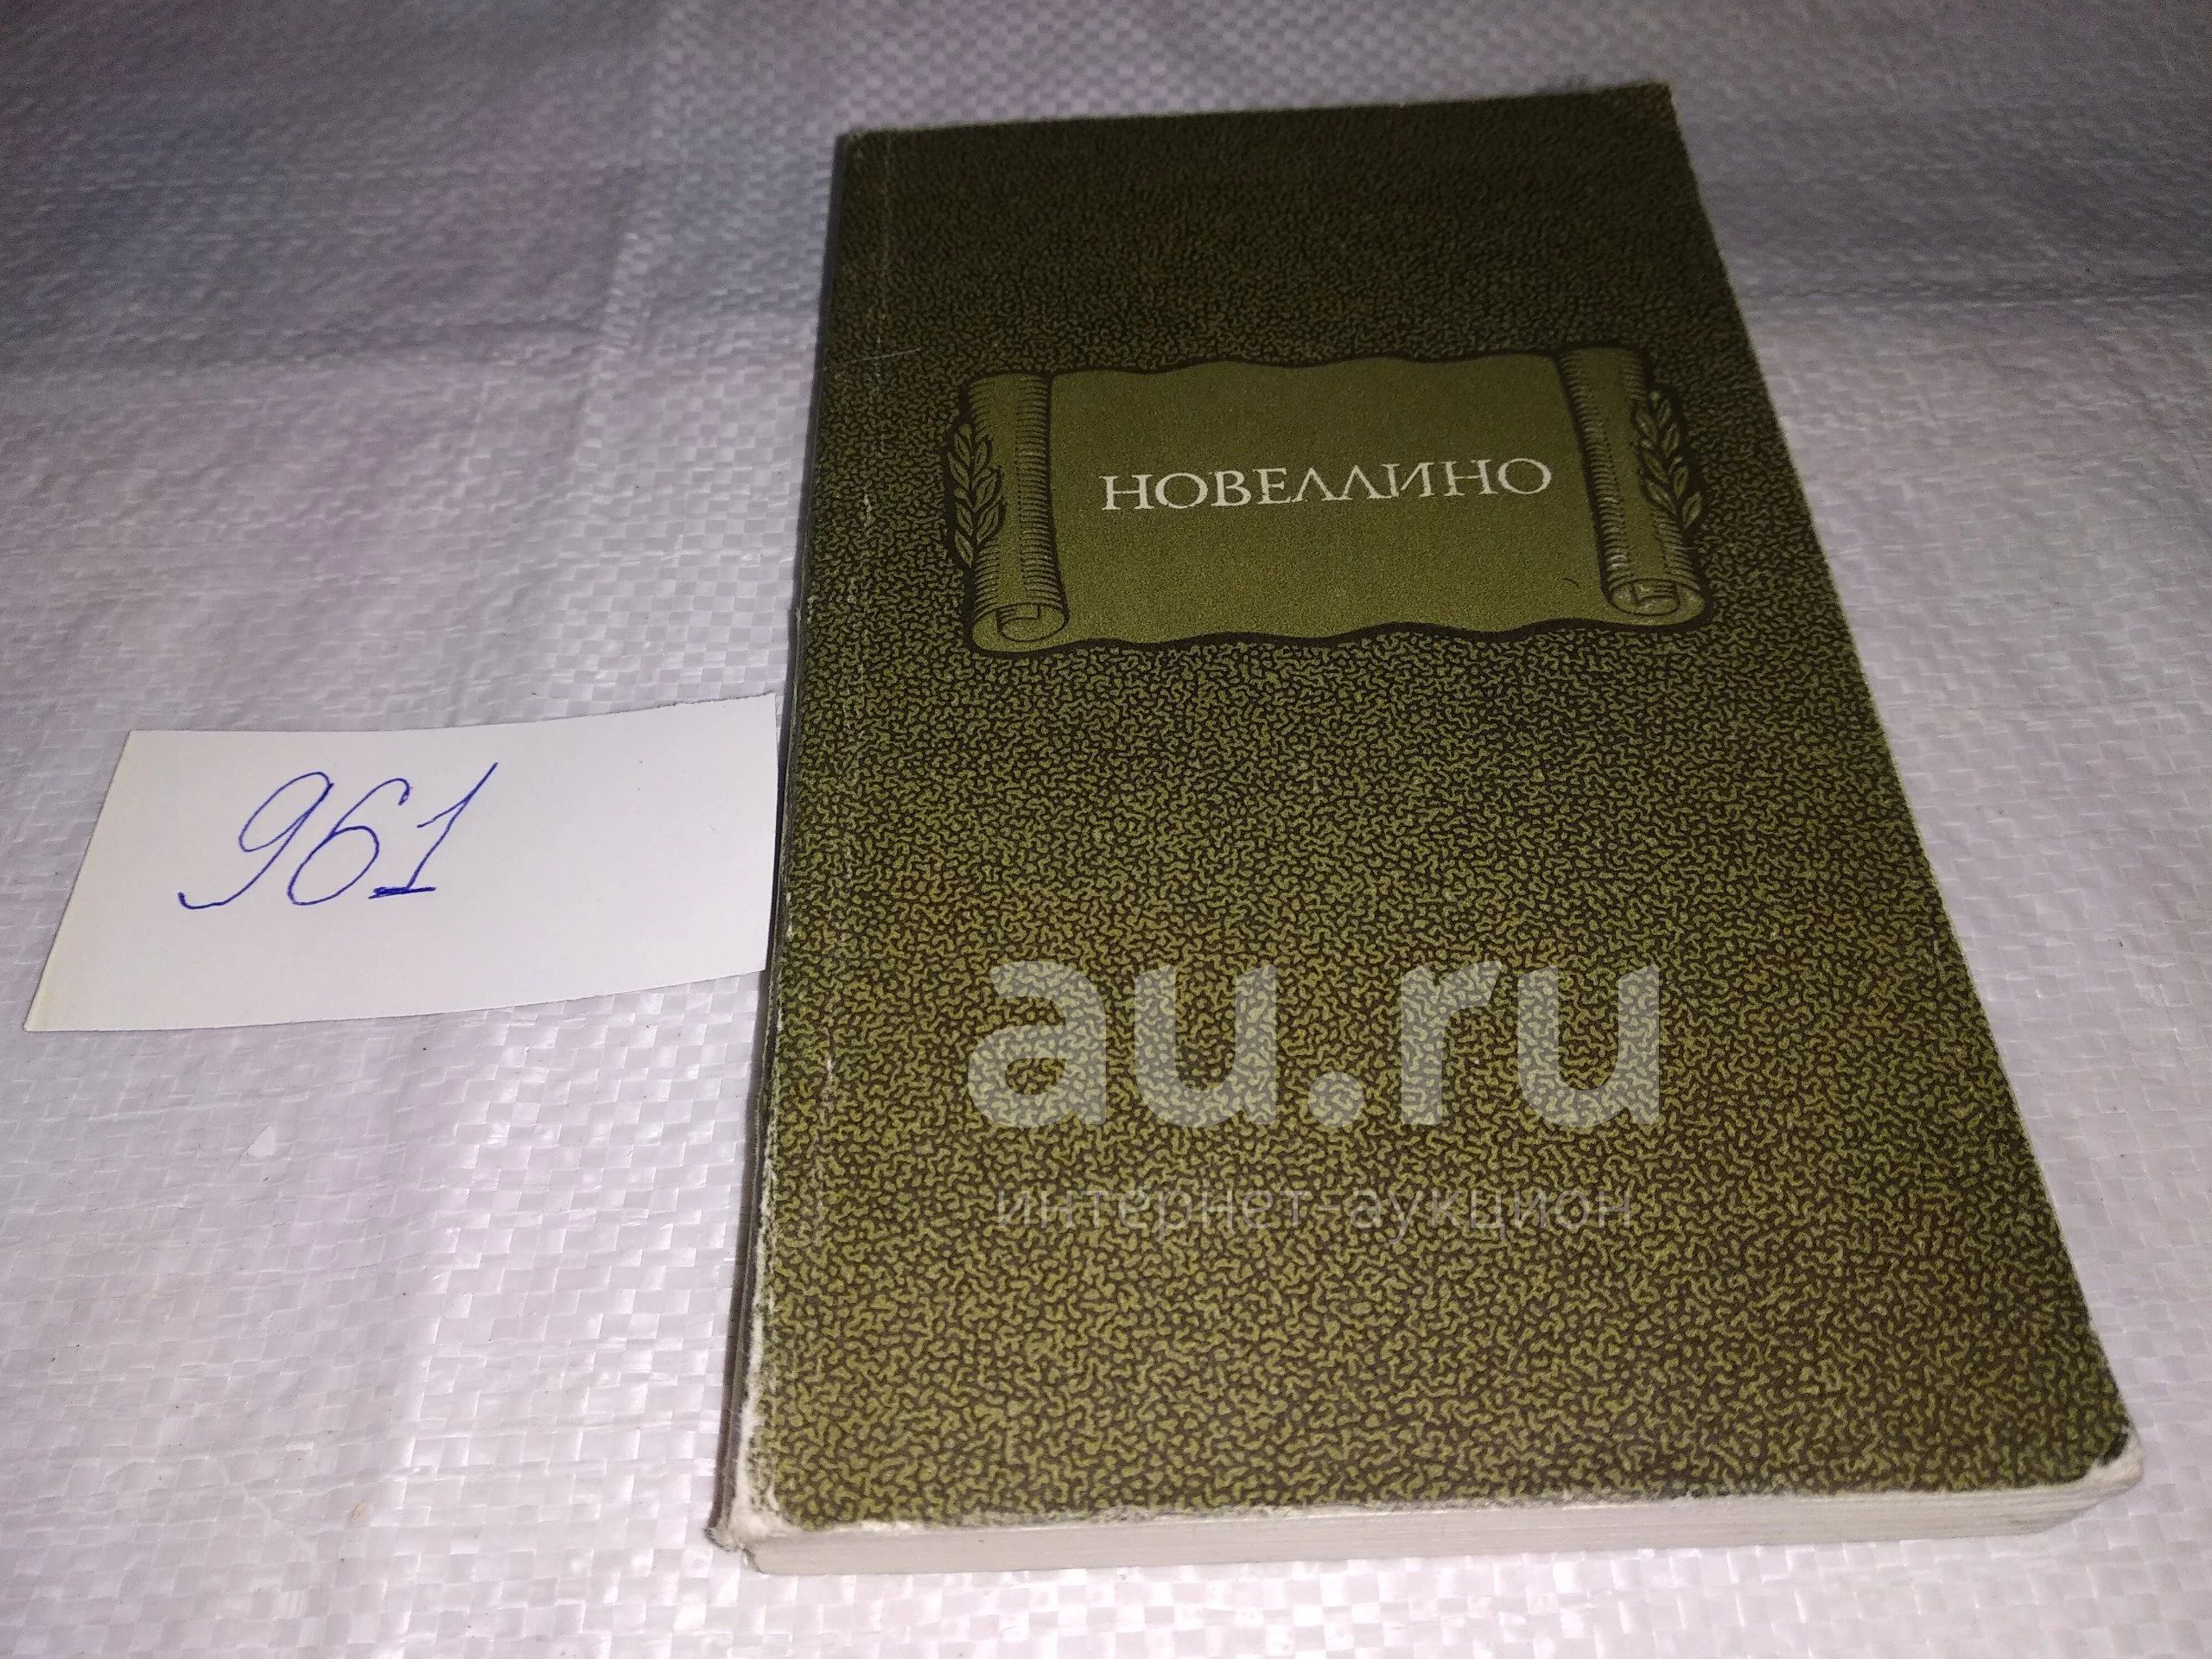 НОВЕЛЛИНО
961
au.ru
интернет-аукцион